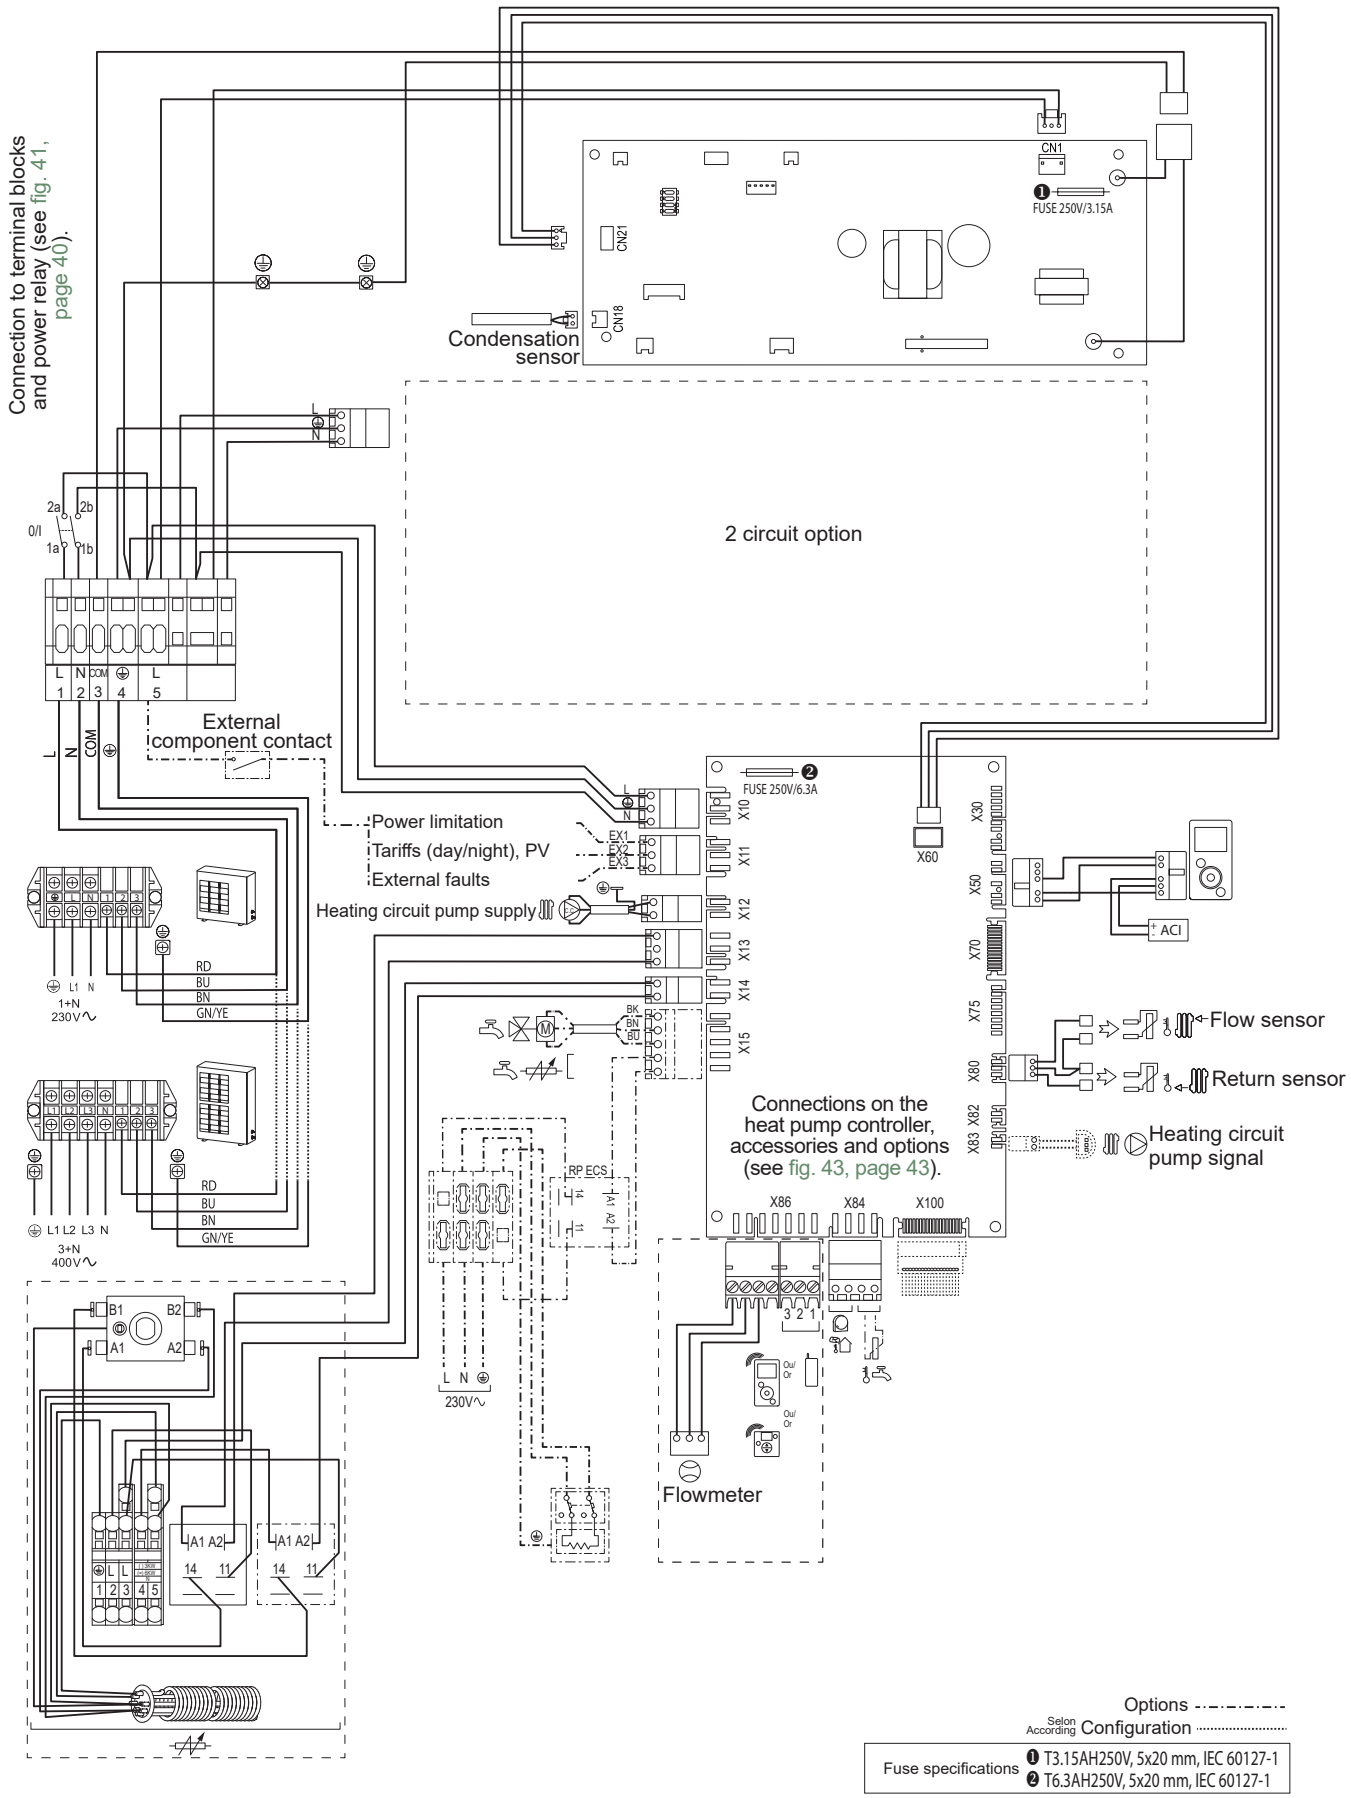 Connection to terminal blocks
and power relay (see fig. 41,
page 40).
CN1
❶
FUSE 250V/3.15A
CN21
CN18
Condensation
sensor
L
N
2 circuit option
2a
2b
0/I
1a
1b
L
N
COM
L
1
2
3
4
5
L
N
COM
External
component contact
❷
FUSE 250V/6.3A
L
N
X10
X30
X60
Power limitation
EX1
Tariffs (day/night), PV
EX2
External faults
EX3
X11
X50
ACI
+
-
Heating circuit pump supply
X12
X13
X70
X14
X75
BK
BN
BU
M
X15
X80
Flow sensor
Return sensor
X82
X83
Heating circuit
pump signal
Connections on the
heat pump controller,
accessories and options
(see fig. 43, page 43).
X86
X84
X100
L
N
1
2
3
L1
N
1+N
230V
RD
BU
BN
GN/YE
L1
L2
L3
N
1
2
3
L1
L2
L3
N
3+N
400V
RD
BU
BN
GN/YE
RP ECS
14
11
A1
A2
L
N
230V
3 2 1
Ou/
Or
Ou/
Or
Flowmeter
B1
B2
A1
A2
A1 A2
14
11
A1 A2
14
11
L
L
N
1
2
3
4
5
Options
Selon
According Configuration
Fuse specifications
❶ T3.15AH250V, 5x20 mm, IEC 60127-1
❷ T6.3AH250V, 5x20 mm, IEC 60127-1